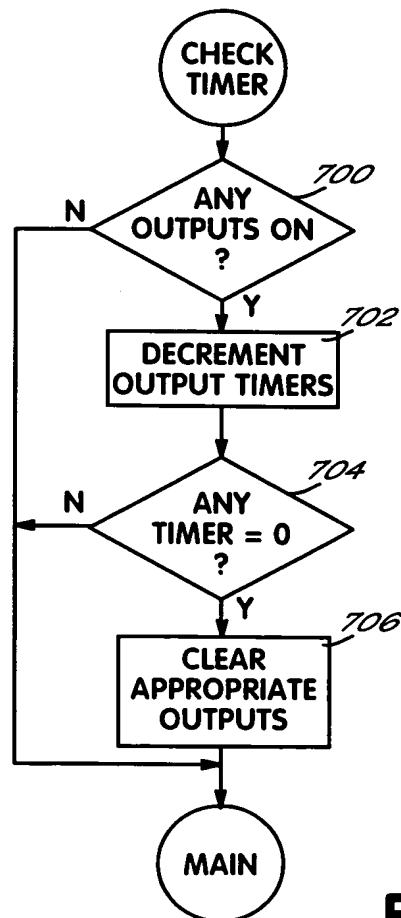 CHECK
TIMER
700
ANY
OUTPUTS ON
?
N
Y
702
DECREMENT
OUTPUT TIMERS
704
ANY
TIMER = 0
?
N
Y
706
CLEAR
APPROPRIATE
OUTPUTS
MAIN